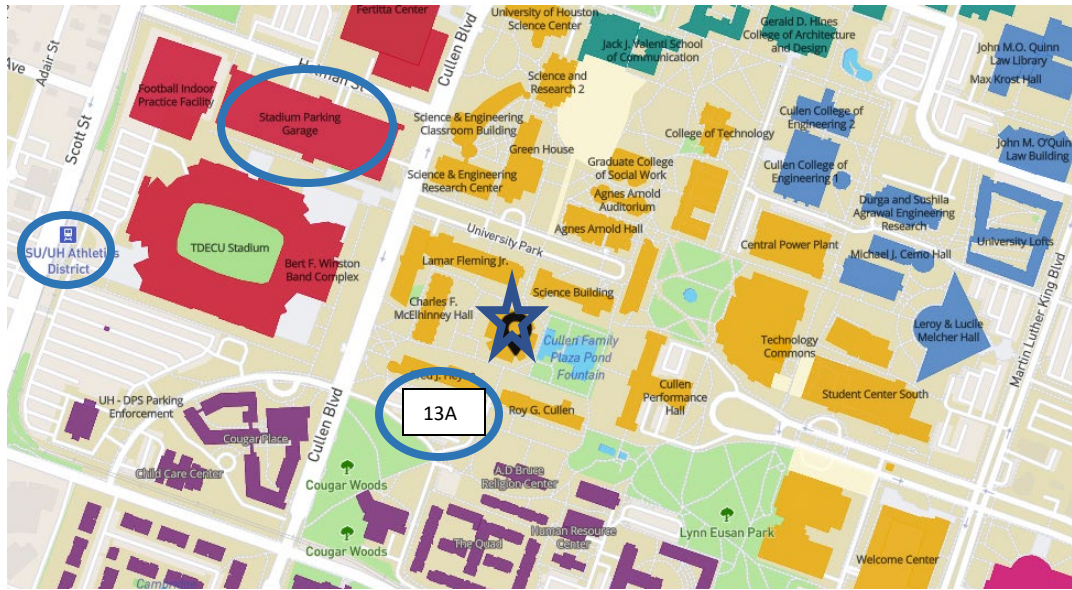 Fertitta Center
Cullen Blvd
University of Houston
Science Center
Jack J. Valenti School
of Communication
Gerald D. Hines
College of Architecture
and Design
John M.O. Quinn
Law Library
Max Krost Hall
Ave
Adair St
Scott St
Football Indoor
Practice Facility
Holman St
Stadium Parking
Garage
Science and
Research 2
Science & Engineering
Classroom Building
Green House
College of Technology
Cullen College of
Engineering 2
Science & Engineering
Research Center
Graduate College
of Social Work
Agnes Arnold
Auditorium
Agnes Arnold Hall
Cullen College of
Engineering 1
John M. O'Quinn
Law Building
Durga and Sushila
Agrawal Engineering
Research
University Lofts
SU/UH Athletics
District
TDECU Stadium
Bert F. Winston
Band Complex
University Park
Lamar Fleming Jr.
Science Building
Central Power Plant
Michael J. Cemo Hall
Charles F.
McElhinney Hall
Cullen Family
Plaza Pond
Fountain
Technology
Commons
Leroy & Lucile
Melcher Hall
Martin Luther King Blvd
13A
Roy G. Cullen
Cullen
Performance
Hall
Student Center South
UH - DPS Parking
Enforcement
Cougar Place
Child Care Center
Cullen Blvd
Cougar Woods
A.D Bruce
Religion Center
Cougar Woods
The Quad
Human Resource
Center
Lynn Eusan Park
Welcome Center